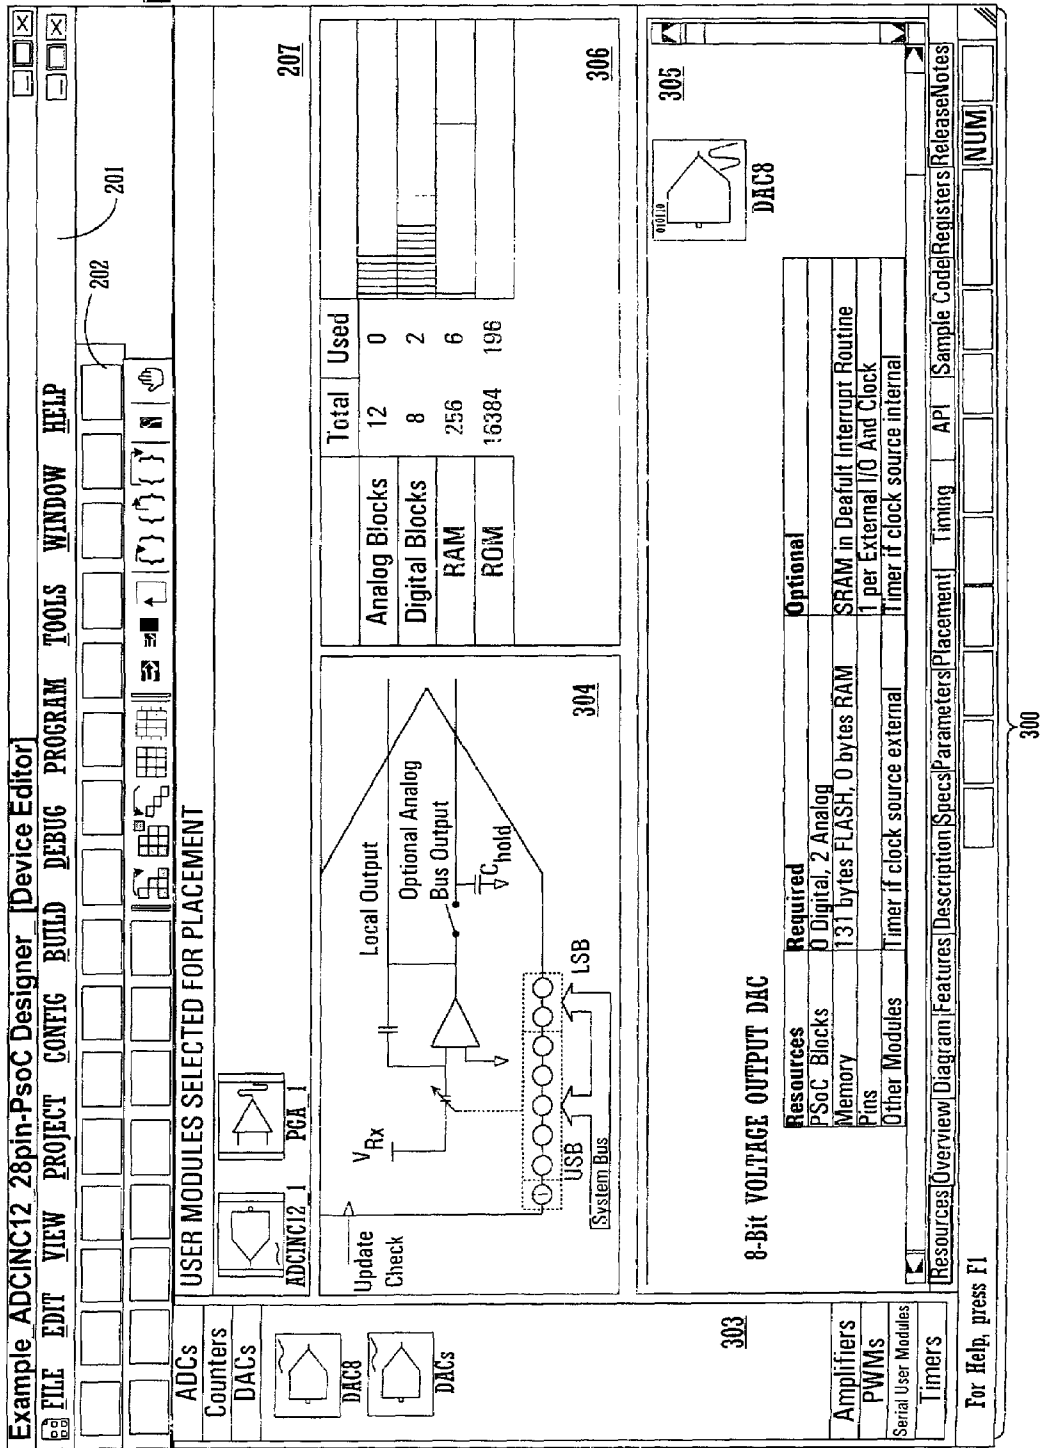 Example_ADCINC12_28pin-PsoC Designer_ [Device Editor]
FILE EDIT VIEW PROJECT CONFIG BUILD DEBUG PROGRAM TOOLS WINDOW HELP
201
202
USER MODULES SELECTED FOR PLACEMENT
ADCINC12_1
PGA_1
207
ADCs
Counters
DACs
DAC8
DACs
303
Amplifiers
PWMs
Serial User Modules
Timers
Update
Check
VRx
Local Output
Optional Analog
Bus Output
Chold
USB
LSB
System Bus
304
Total Used
Analog Blocks 12 0
Digital Blocks 8 2
RAM 256 6
ROM 16384 196
306
8-Bit VOLTAGE OUTPUT DAC
010110
DAC8
305
Resources Required Optional
PSoC Blocks 0 Digital, 2 Analog
Memory 131 bytes FLASH, 0 bytes RAM SRAM in Deafult Interrupt Routine
Pins 1 per External I/O And Clock
Other Modules Timer if clock source external Timer if clock source internal
Resources Overview Diagram Features Description Specs Parameters Placement Timing API Sample Code Registers ReleaseNotes
For Help, press F1
NUM
300